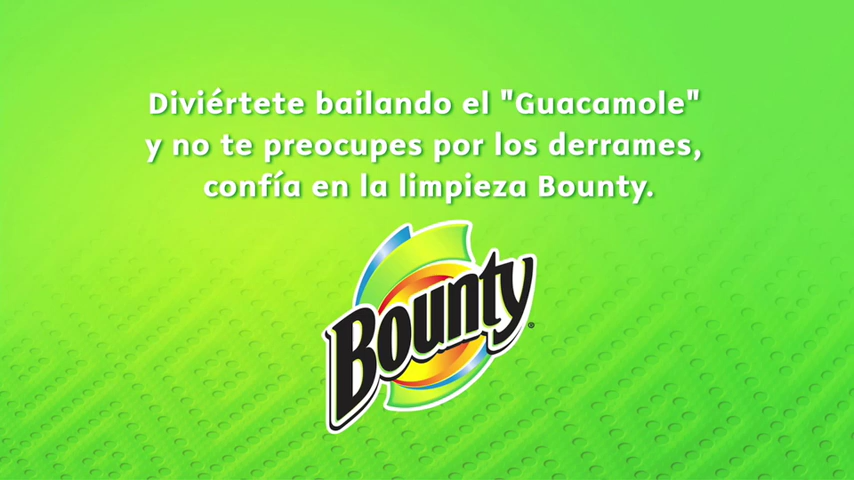 Diviértete bailando el "Guacamole"
y no te preocupes por los derrames,
confía en la limpieza Bounty.
Bounty®